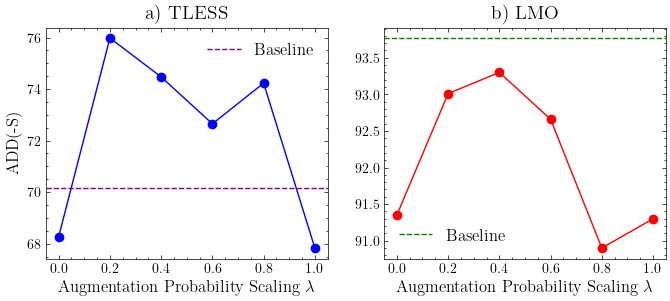 a) TLESS
76
74
72
70
68
ADD(-S)
Baseline
0.0 0.2 0.4 0.6 0.8 1.0
Augmentation Probability Scaling λ
b) LMO
93.5
93.0
92.5
92.0
91.5
91.0
Baseline
0.0 0.2 0.4 0.6 0.8 1.0
Augmentation Probability Scaling λ